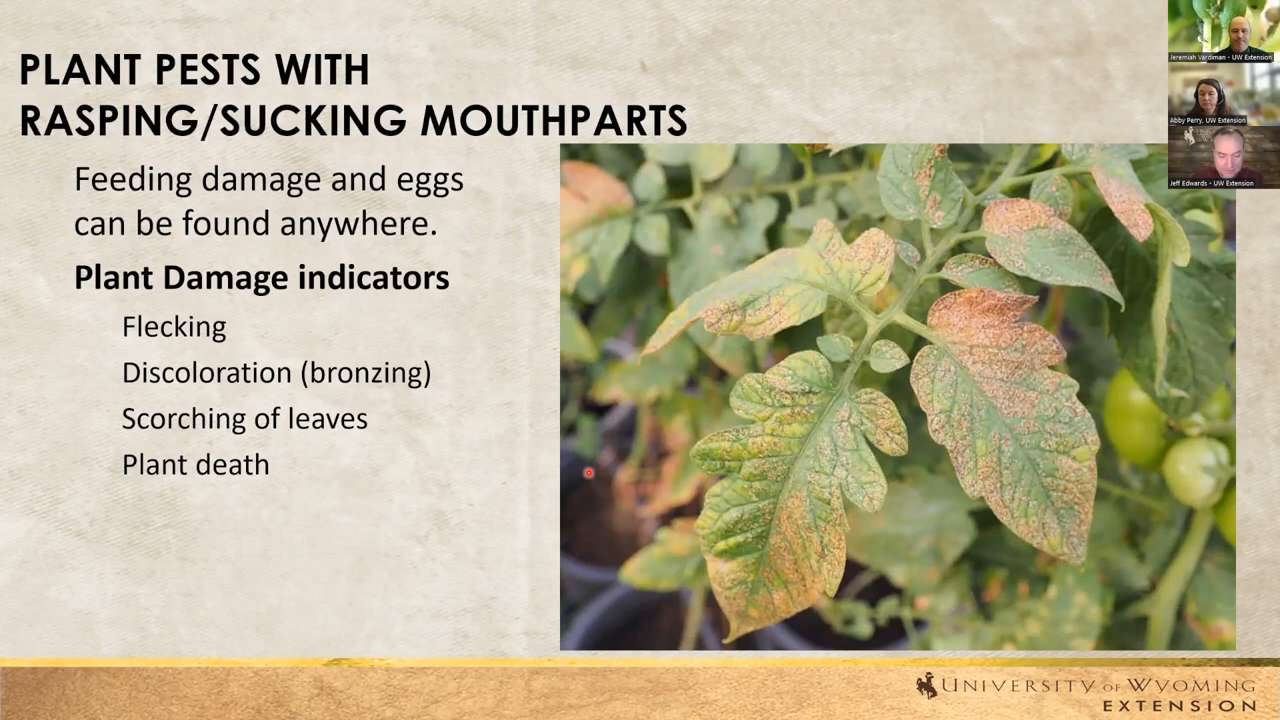 PLANT PESTS WITH
RASPING/SUCKING MOUTHPARTS
Feeding damage and eggs
can be found anywhere.
Plant Damage indicators
Flecking
Discoloration (bronzing)
Scorching of leaves
Plant death
Jeremiah Vardiman - UW Extension
Abby Perry, UW Extension
Jeff Edwards - UW Extension
UNIVERSITY OF WYOMING
EXTENSION